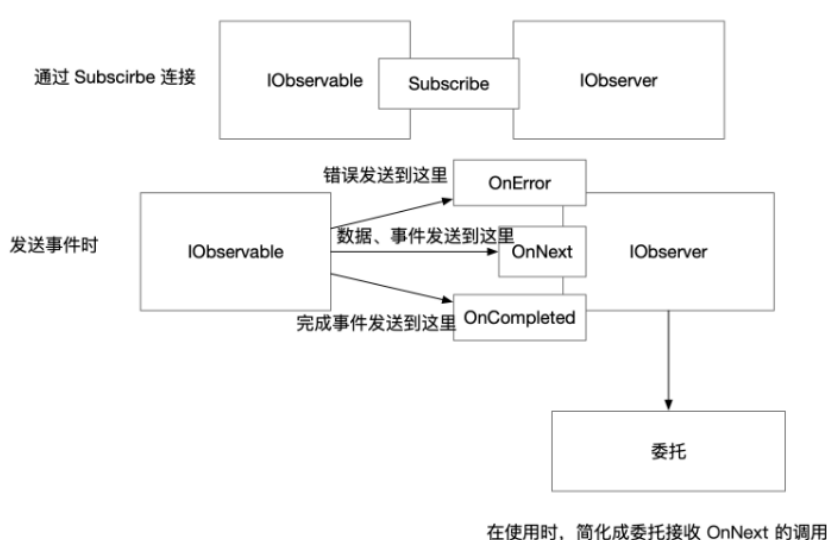 通过 Subscirbe 连接
IObservable
Subscribe
IObserver
错误发送到这里
OnError
发送事件时
IObservable
数据、事件发送到这里
OnNext
IObserver
完成事件发送到这里
OnCompleted
委托
在使用时，简化成委托接收 OnNext 的调用